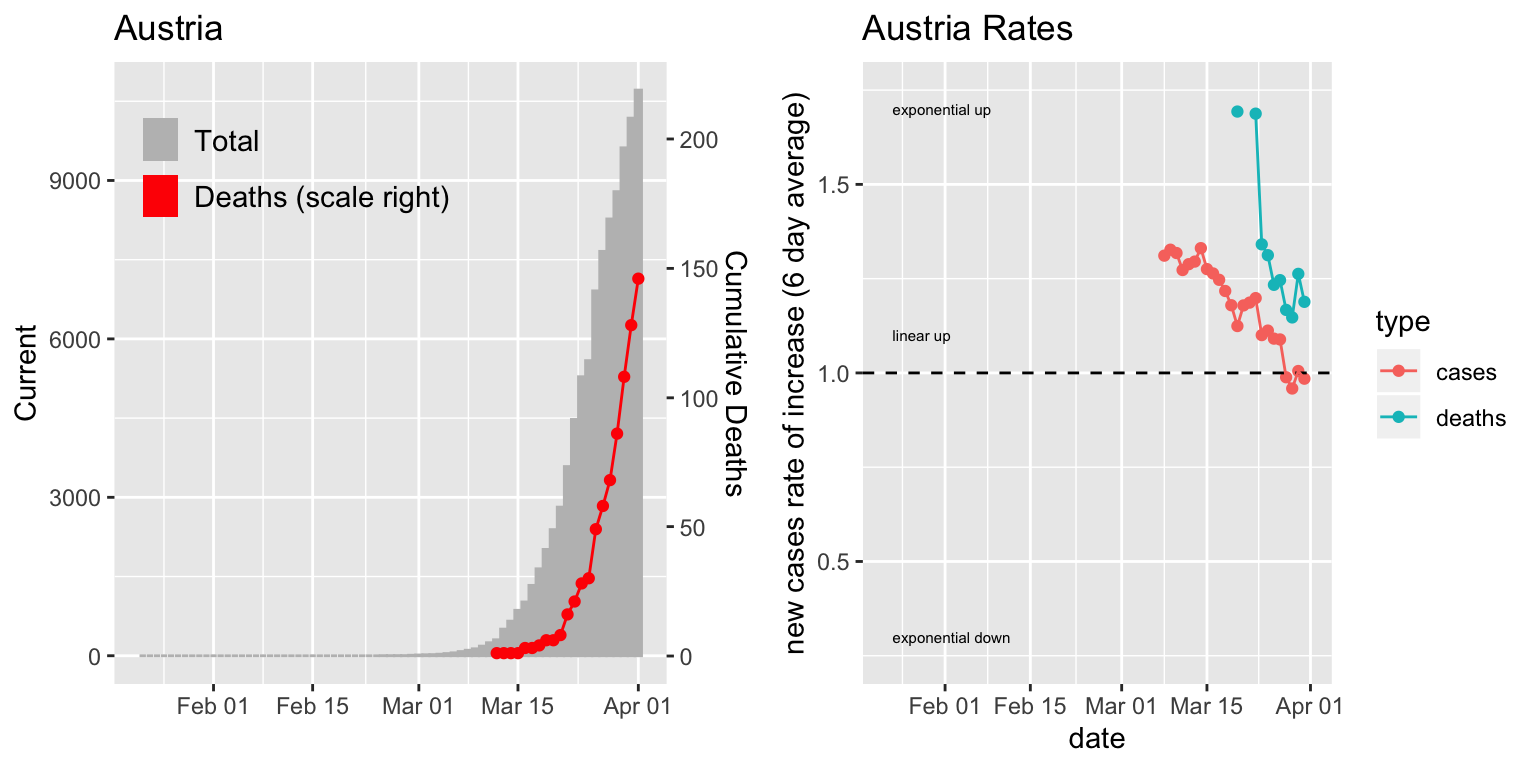 Austria
Total
Deaths (scale right)
Current
9000
6000
3000
0
200
150
100
50
0
Cumulative Deaths
Feb 01
Feb 15
Mar 01
Mar 15
Apr 01
Austria Rates
new cases rate of increase (6 day average)
1.5
1.0
0.5
exponential up
linear up
exponential down
Feb 01
Feb 15
Mar 01
Mar 15
Apr 01
date
type
cases
deaths